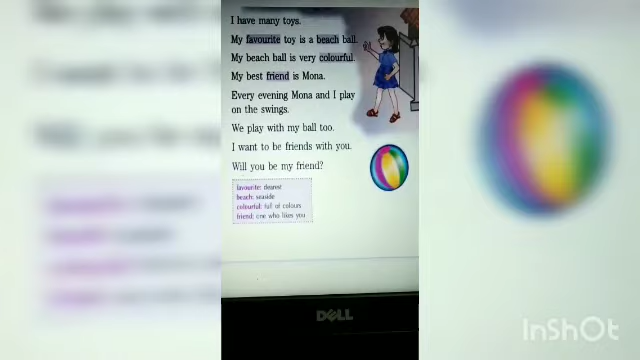 I have many toys.
My favourite toy is a beach ball.
My beach ball is very colourful.
My best friend is Mona.
Every evening Mona and I play
on the swings.
We play with my ball too.
I want to be friends with you.
Will you be my friend?
favourite: dearest
beach: seaside
colourful: full of colours
friend: one who likes you
DELL
InShOt